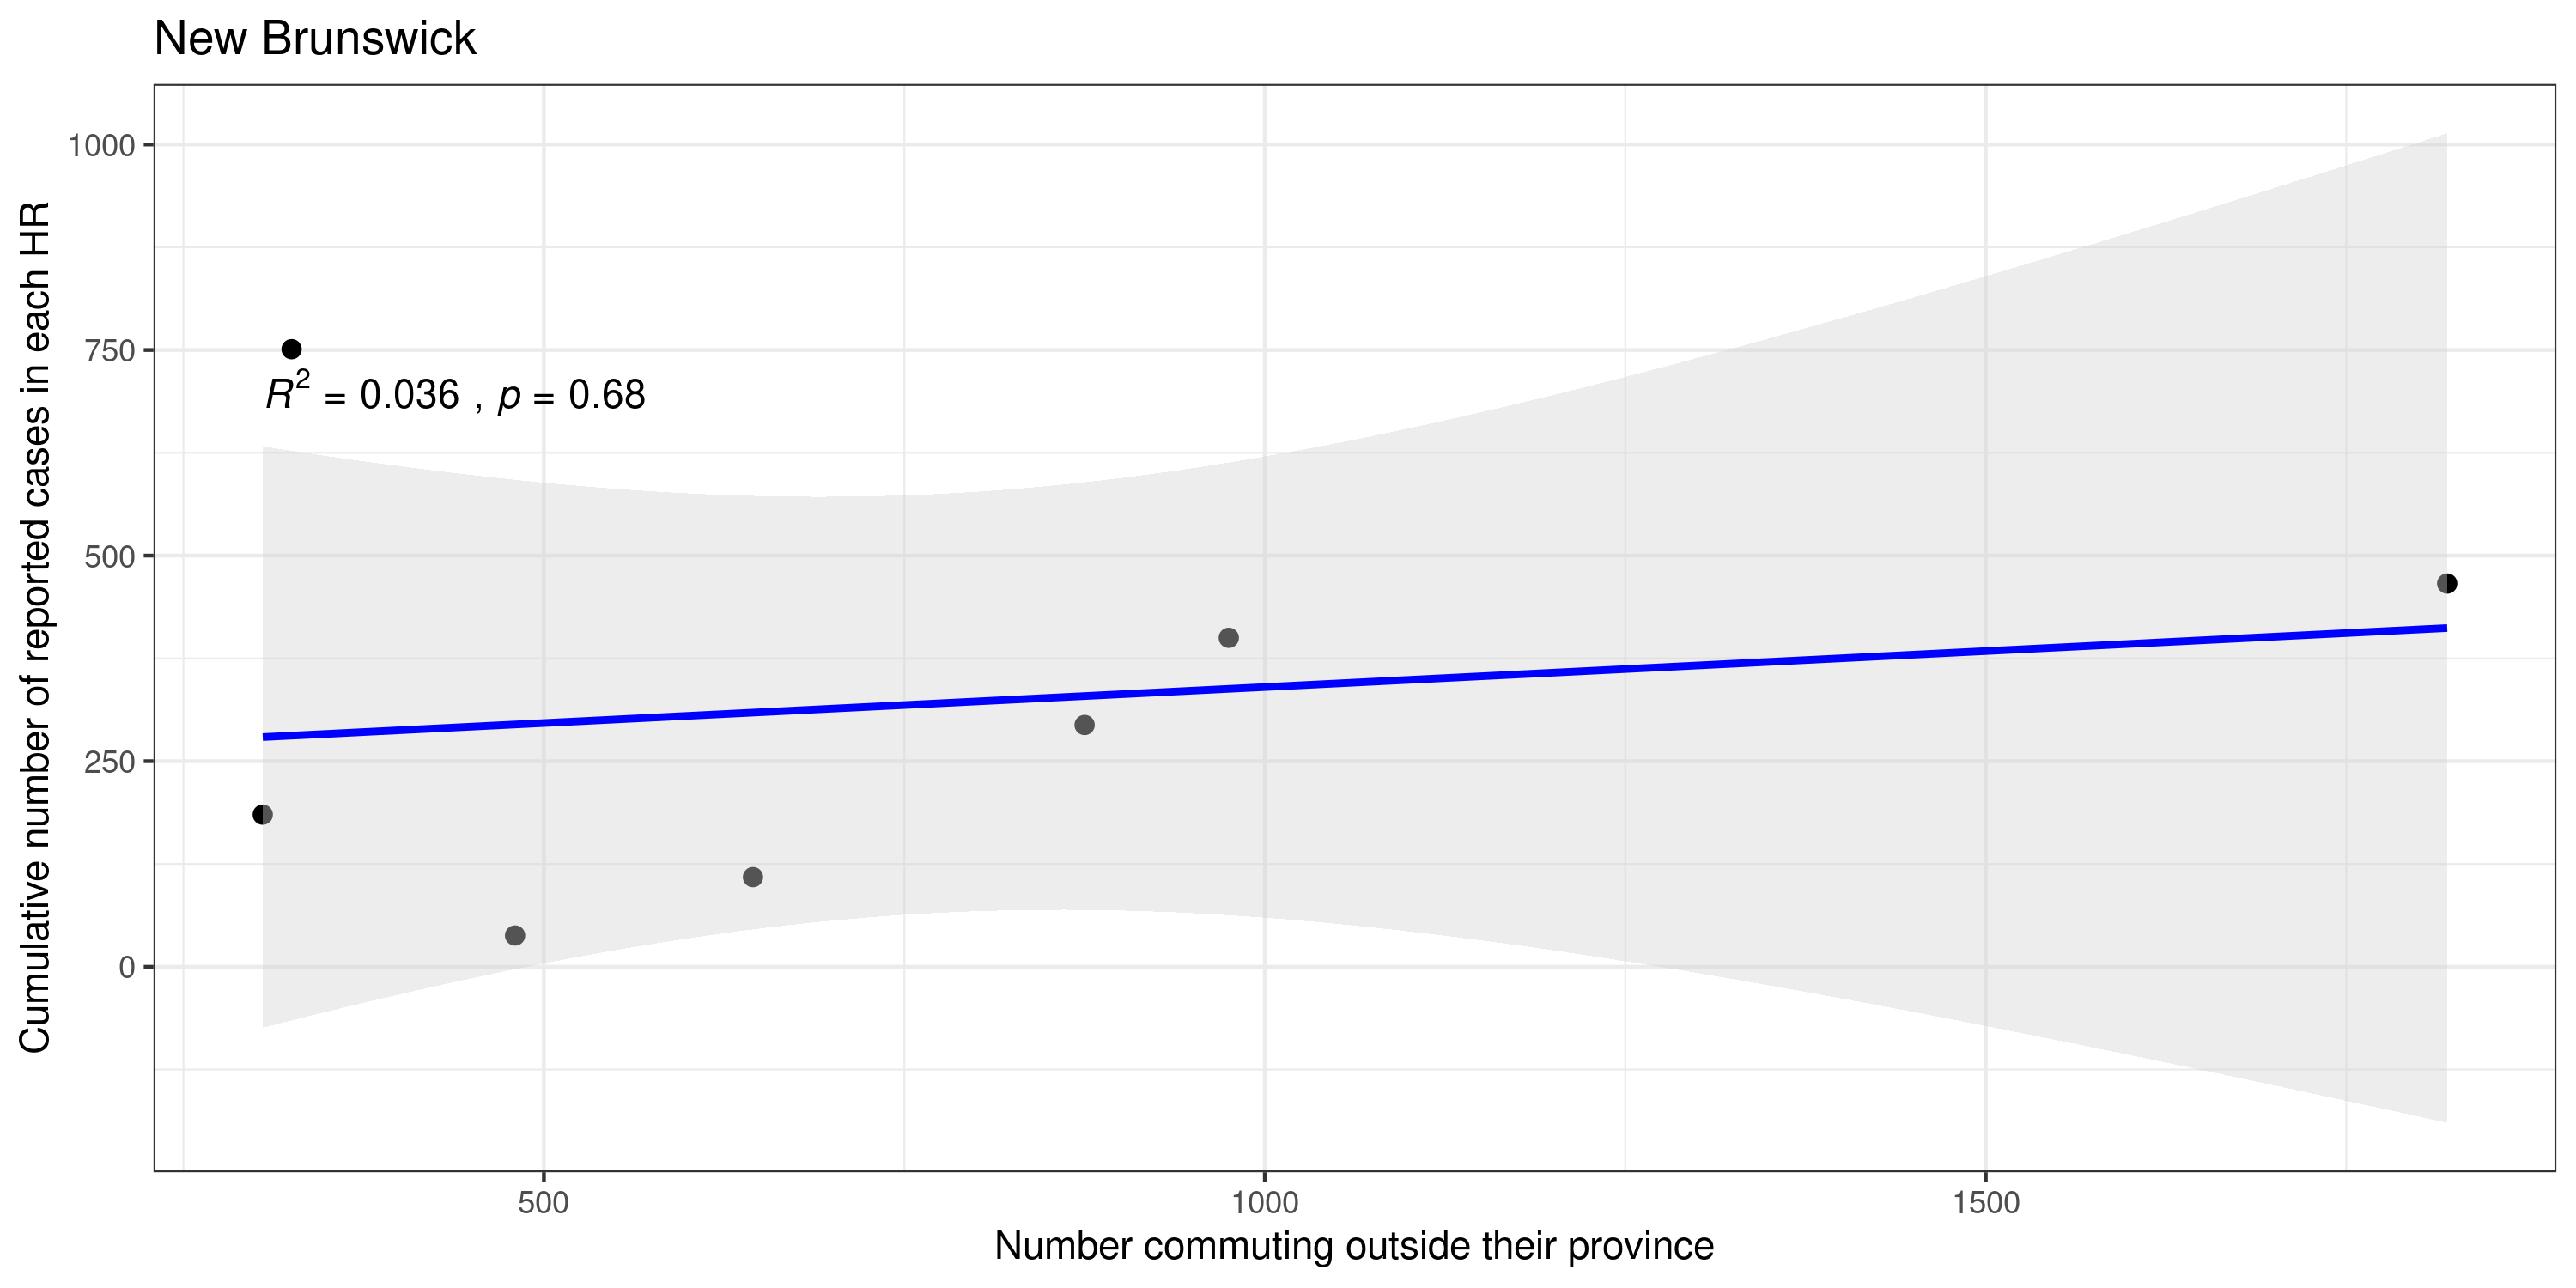 New Brunswick
Cumulative number of reported cases in each HR
1000
750
500
250
0
R² = 0.036 , p = 0.68
500
1000
1500
Number commuting outside their province